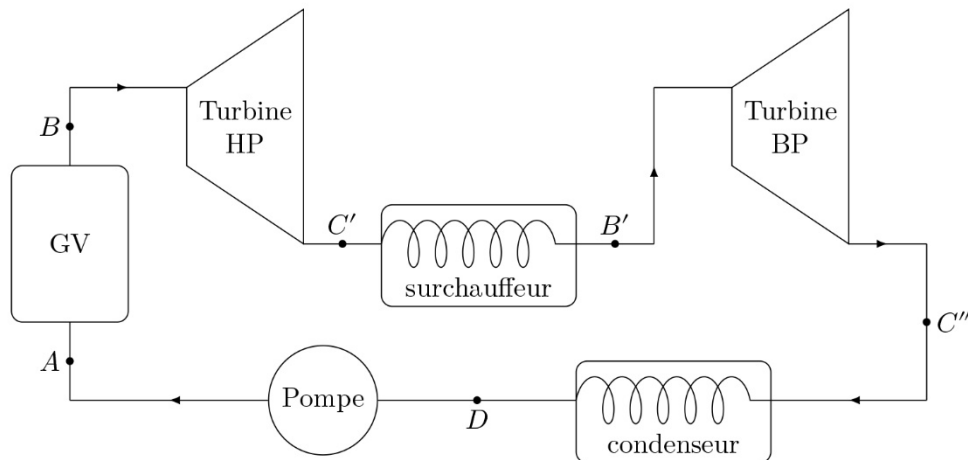 Turbine
HP
Turbine
BP
B
C′
B′
GV
surchauffeur
C″
A
Pompe
D
condenseur